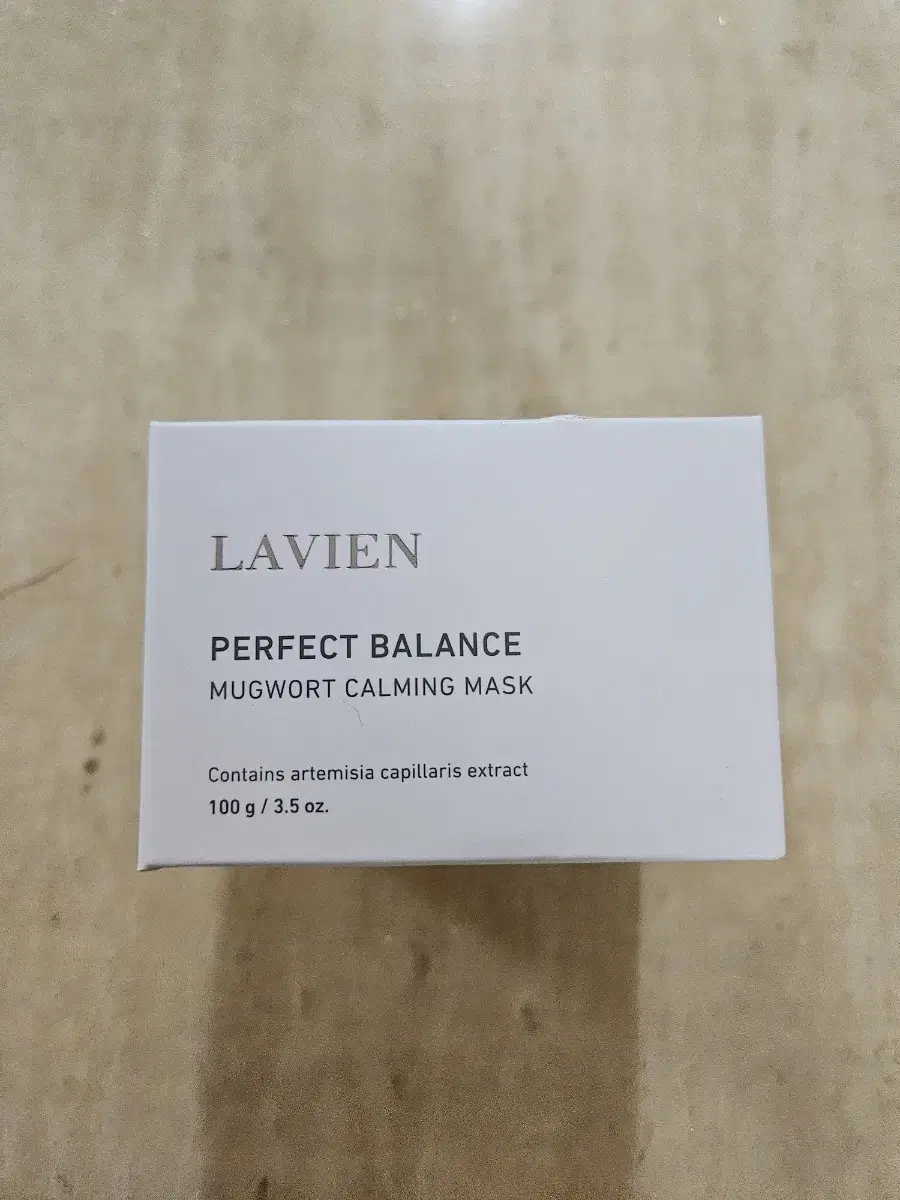 LAVIEN
PERFECT BALANCE
MUGWORT CALMING MASK
Contains artemisia capillaris extract
100 g / 3.5 oz.